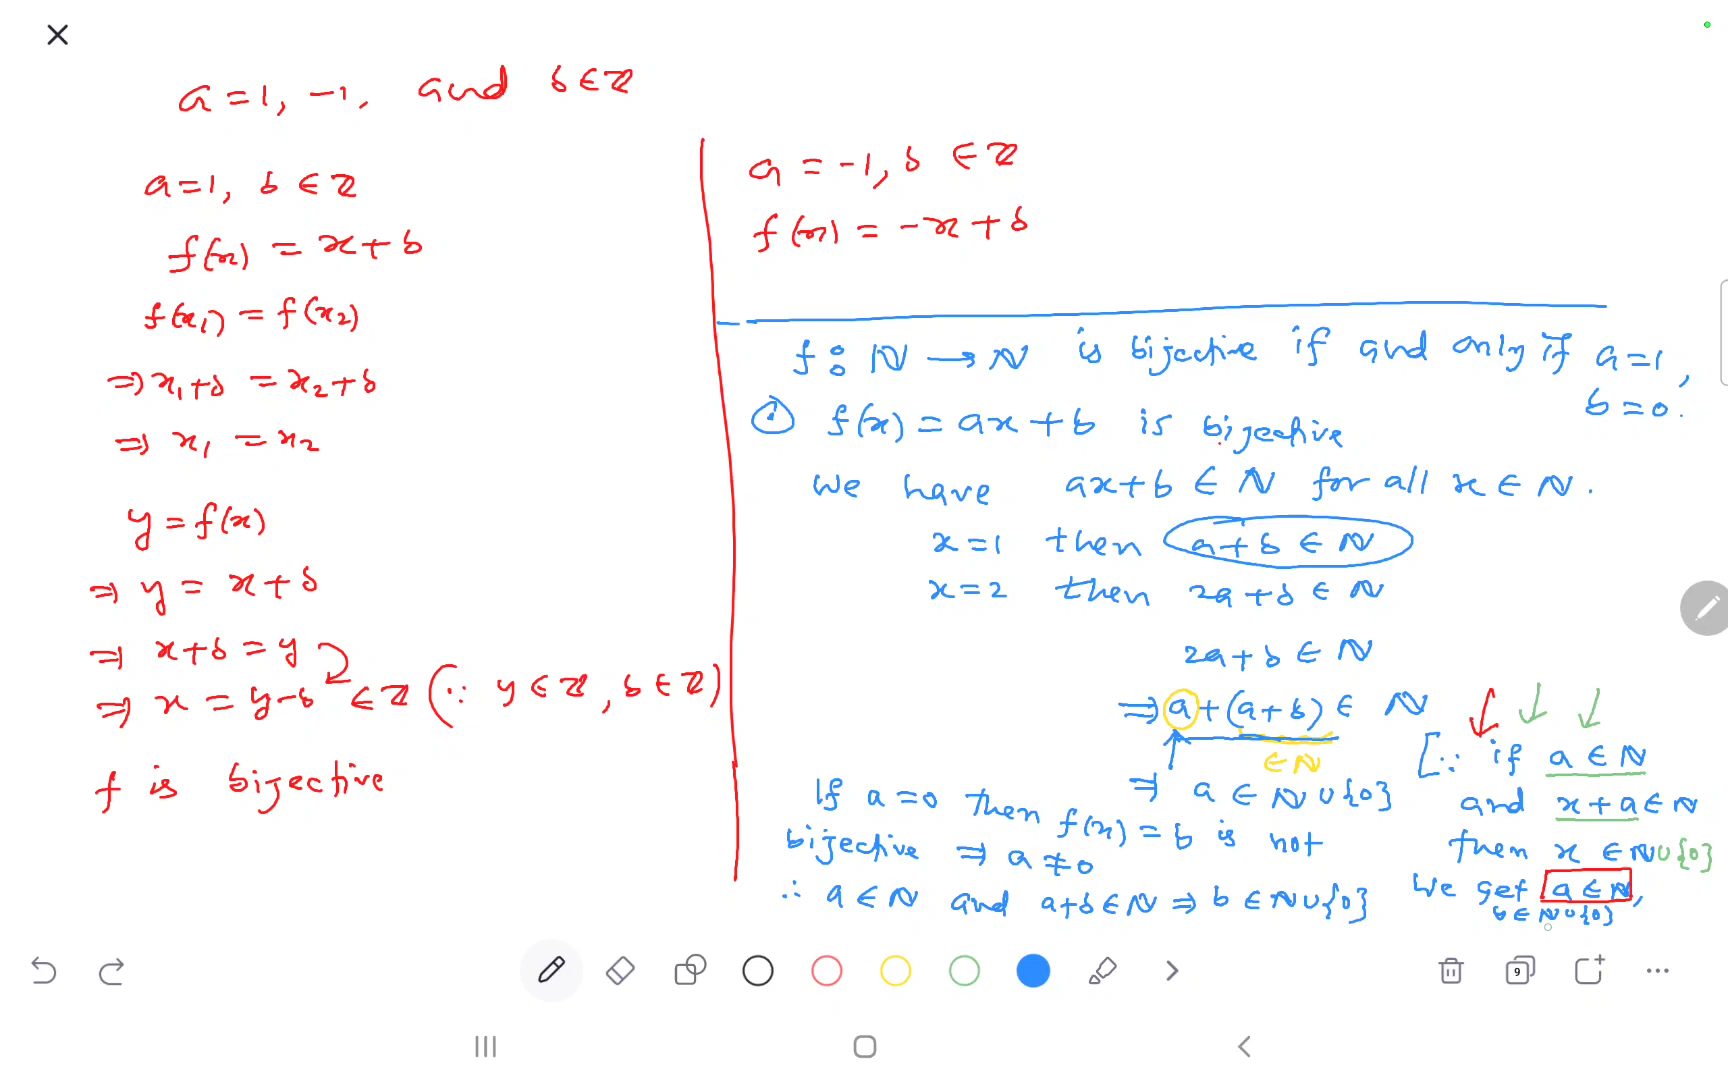 a = 1, -1, and b ∈ ℤ
a=1, b ∈ ℤ
f(x) = x+b
f(x₁) = f(x₂)
⇒ x₁+b = x₂+b
⇒ x₁ = x₂
y = f(x)
⇒ y = x+b
⇒ x+b = y
⇒ x = y-b ∈ ℤ (∵ y ∈ ℤ, b ∈ ℤ)
f is bijective
a = -1, b ∈ ℤ
f(x) = -x+b
f : ℕ → ℕ is bijective if and only if a=1,
b=0.
① f(x) = ax+b is bijective
We have ax+b ∈ ℕ for all x ∈ ℕ.
x=1 then a+b ∈ ℕ
x=2 then 2a+b ∈ ℕ
2a+b ∈ ℕ
⇒ a+(a+b) ∈ ℕ
∈ ℕ
⇒ a ∈ ℕ ∪ {0}
[∵ if a ∈ ℕ
and x+a ∈ ℕ
then x ∈ ℕ ∪ {0}
If a=0 then f(x) = b is not
bijective ⇒ a ≠ 0
∴ a ∈ ℕ and a+b ∈ ℕ ⇒ b ∈ ℕ ∪ {0}
We get a ∈ ℕ,
b ∈ ℕ ∪ {0}
9